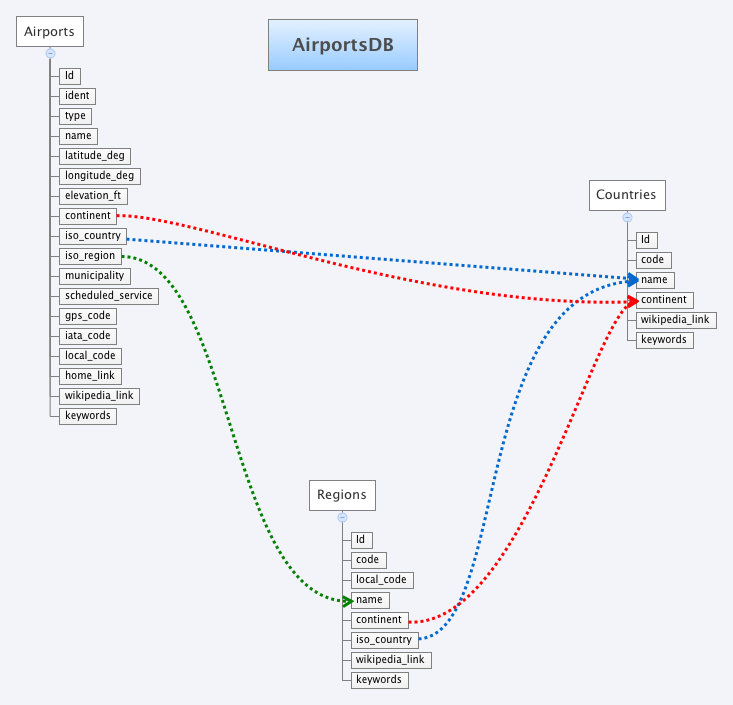 Airports
AirportsDB
Id
ident
type
name
latitude_deg
longitude_deg
elevation_ft
continent
iso_country
iso_region
municipality
scheduled_service
gps_code
iata_code
local_code
home_link
wikipedia_link
keywords
Countries
Id
code
name
continent
wikipedia_link
keywords
Regions
Id
code
local_code
name
continent
iso_country
wikipedia_link
keywords